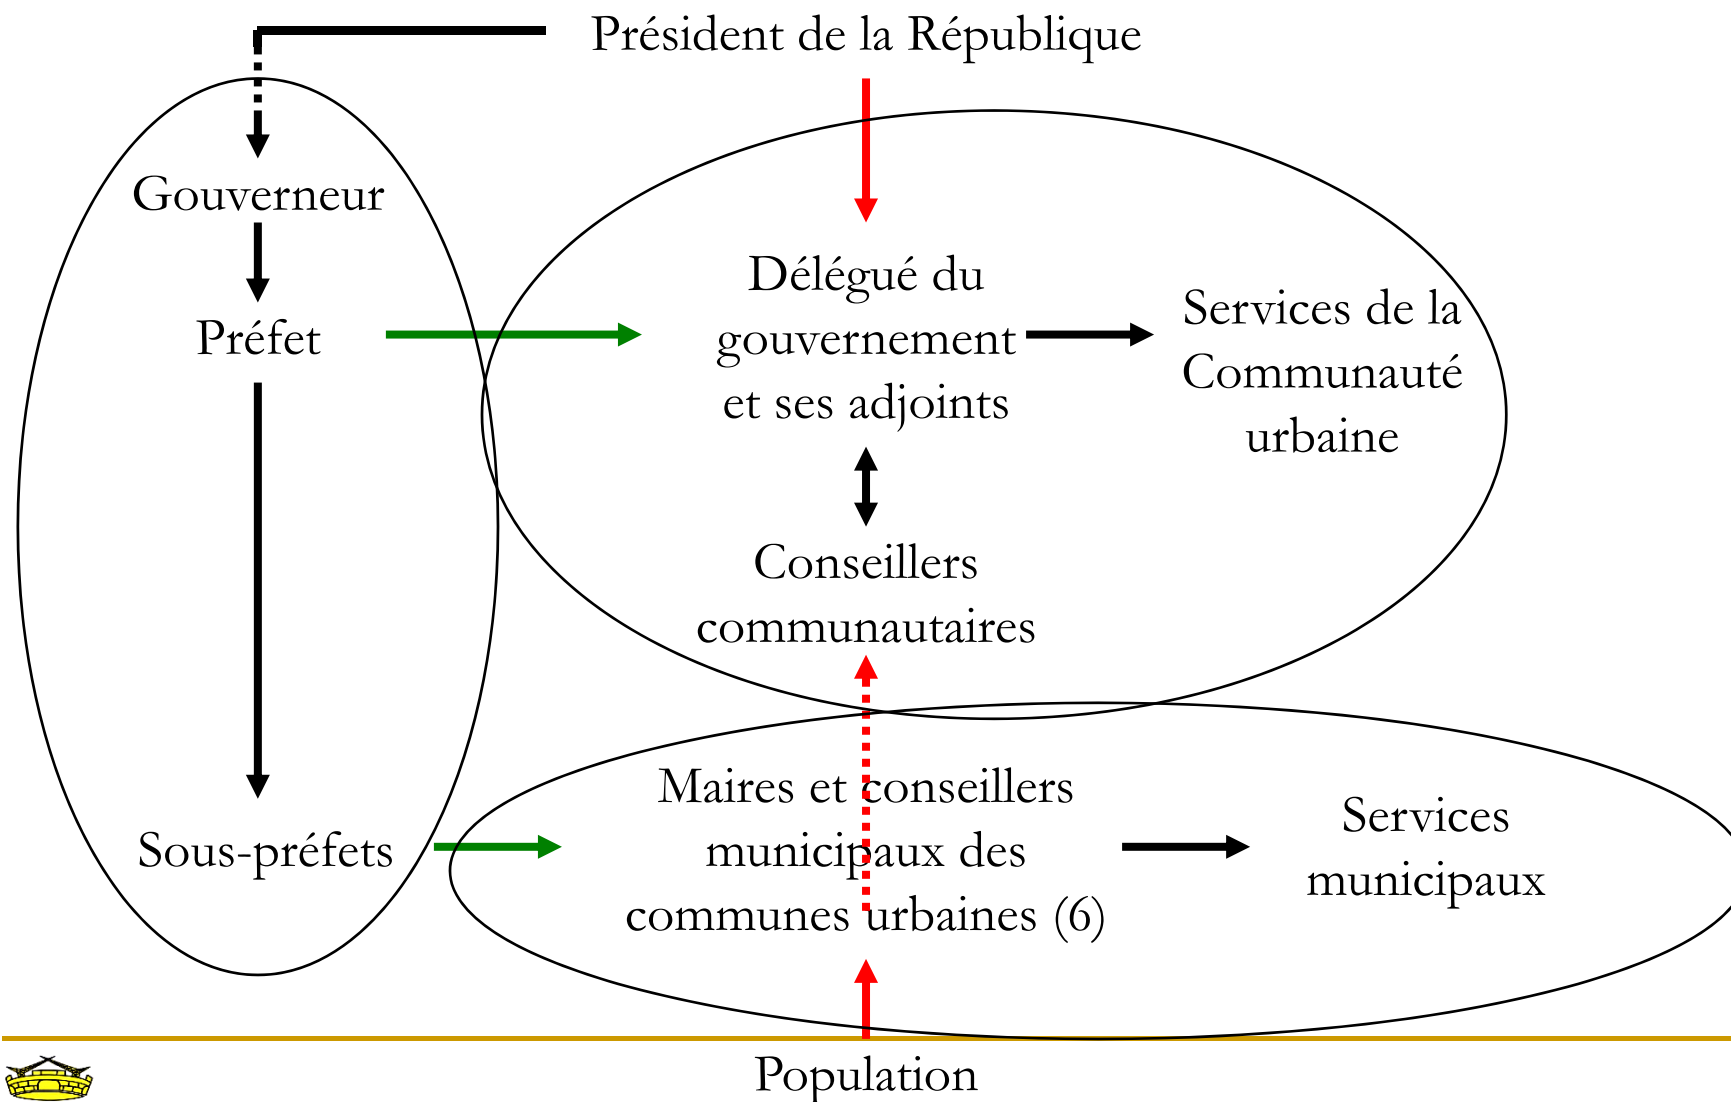 Président de la République
Gouverneur
Préfet
Sous-préfets
Délégué du
gouvernement
et ses adjoints
Services de la
Communauté
urbaine
Conseillers
communautaires
Maires et conseillers
municipaux des
communes urbaines (6)
Services
municipaux
Population